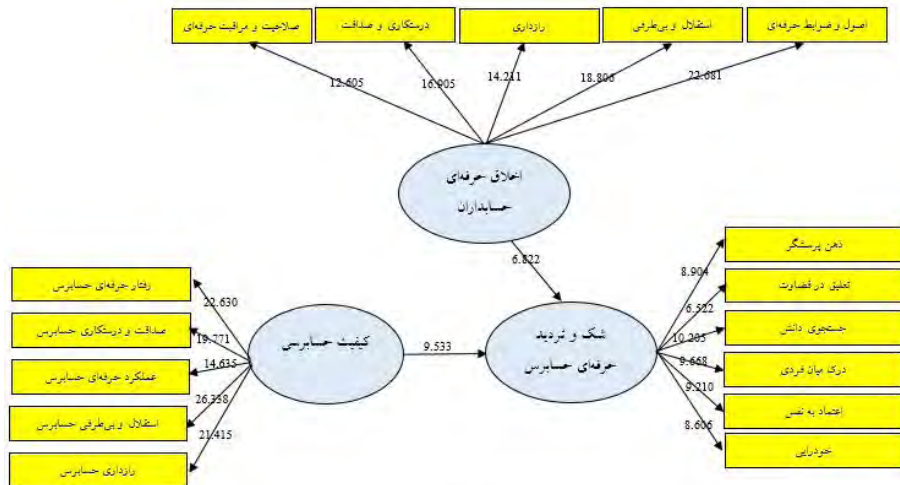 اصول و ضوابط حرفه‌ای
استقلال و بی‌طرفی
رازداری
درستکاری و صداقت
صلاحیت و مراقبت حرفه‌ای
22.681
18.806
14.211
16.905
12.605
اخلاق حرفه‌ای
حسابداران
6.822
ذهن پرسشگر
تعلیق در قضاوت
جستجوی دانش
درک میان فردی
اعتماد به نفس
خودرایی
8.904
6.522
10.205
9.668
9.210
8.606
شک و تردید
حرفه‌ای حسابرس
9.533
کیفیت حسابرسی
22.630
19.771
14.635
26.338
21.415
رفتار حرفه‌ای حسابرس
صداقت و درستکاری حسابرس
عملکرد حرفه‌ای حسابرس
استقلال و بی‌طرفی حسابرس
رازداری حسابرس